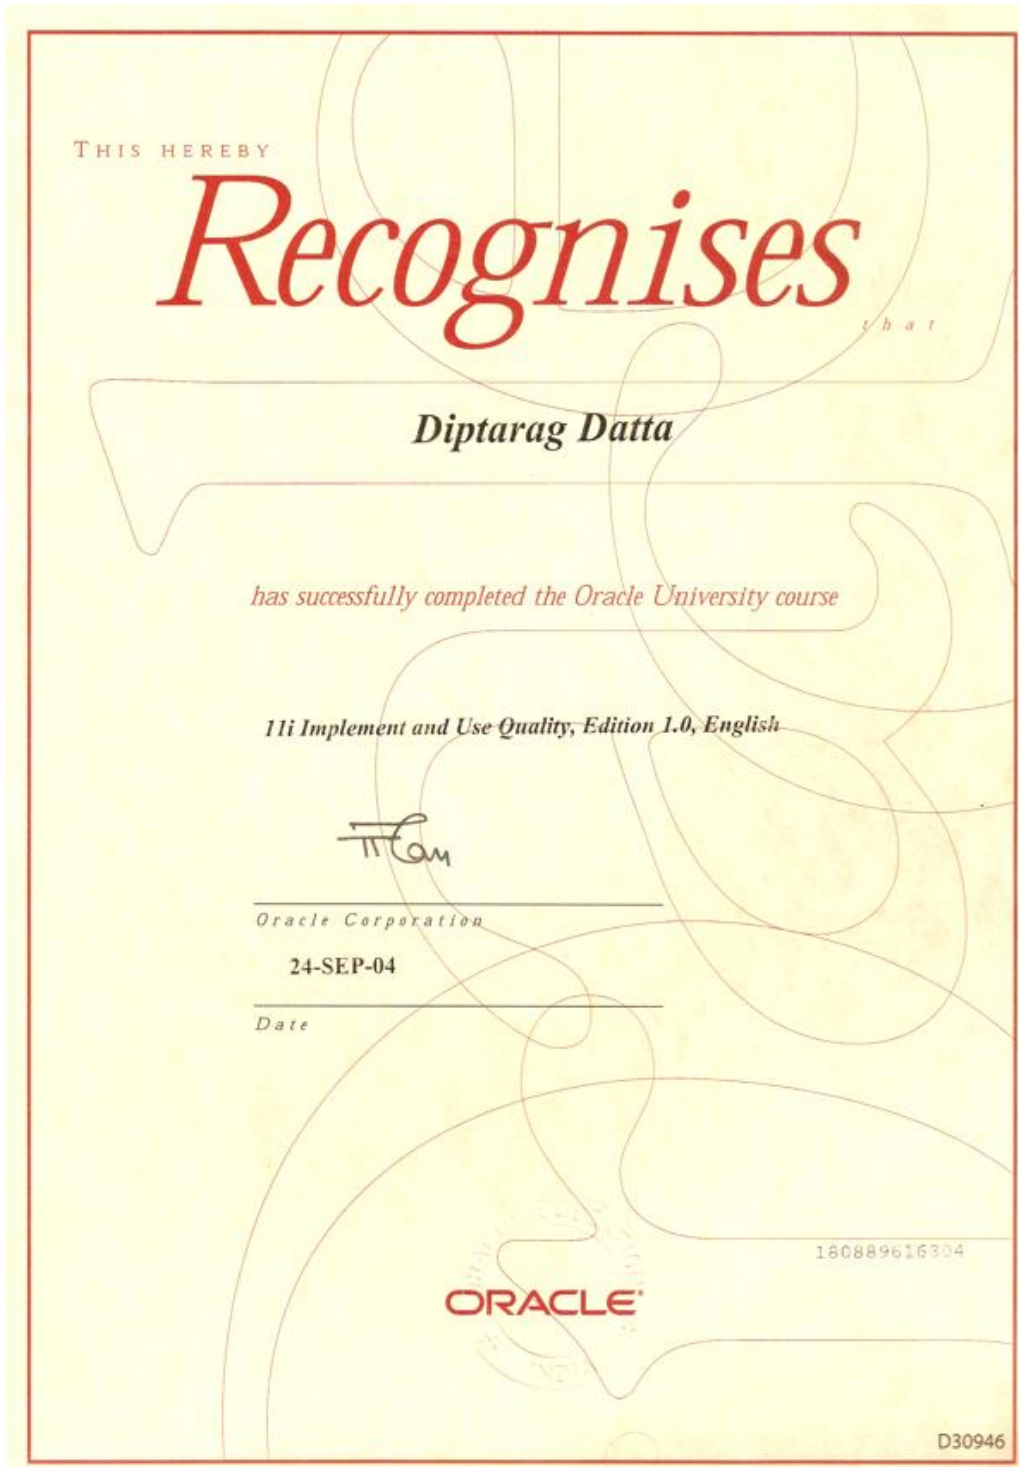 THIS HEREBY
Recognises
that
Diptarag Datta
has successfully completed the Oracle University course
11i Implement and Use Quality, Edition 1.0, English
Oracle Corporation
24-SEP-04
Date
180889616304
ORACLE®
D30946